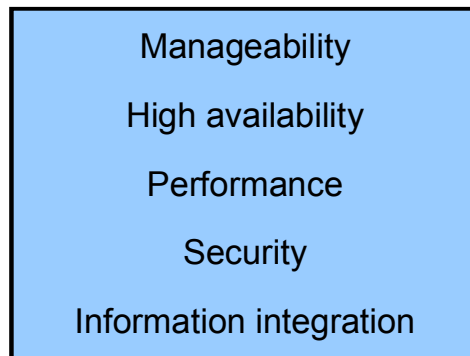 Manageability
High availability
Performance
Security
Information integration